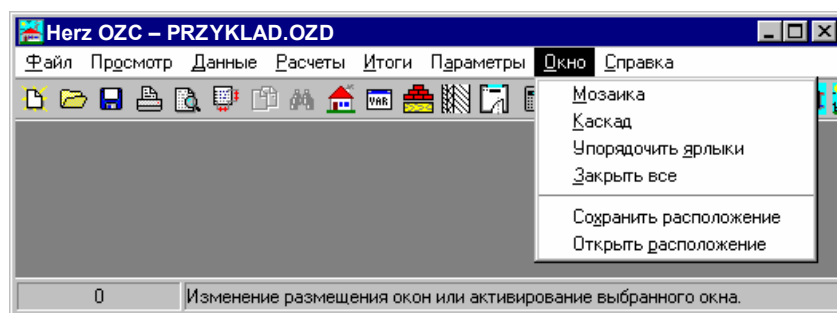 Herz OZC – PRZYKLAD.OZD
Файл Просмотр Данные Расчеты Итоги Параметры Окно Справка
VAR
Мозаика
Каскад
Упорядочить ярлыки
Закрыть все
Сохранить расположение
Открыть расположение
0 Изменение размещения окон или активирование выбранного окна.